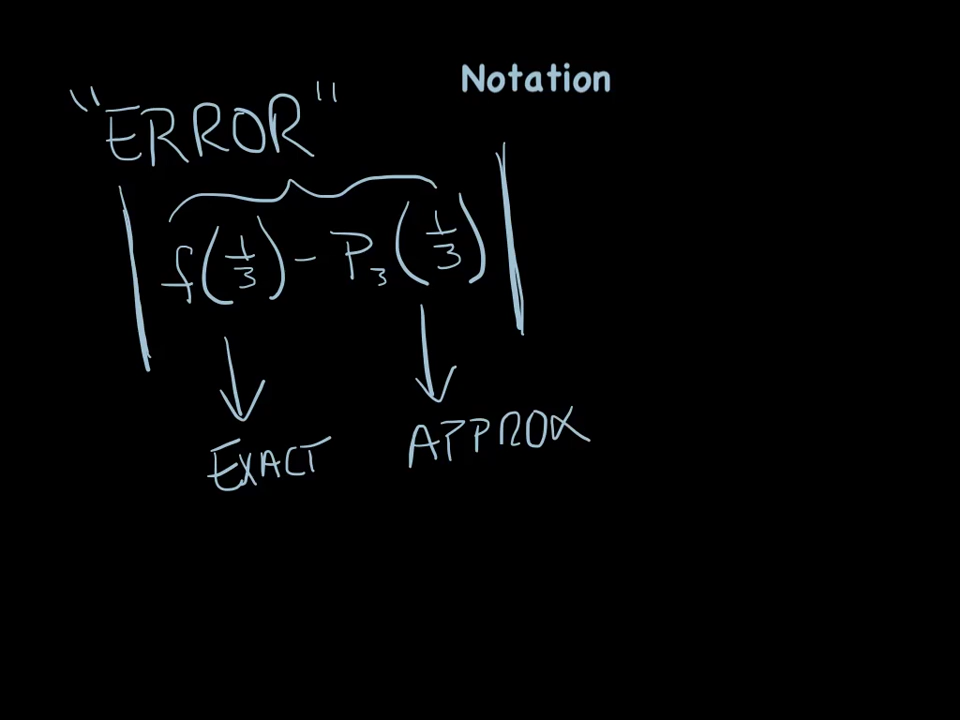 Notation
"ERROR"
|f(1/3) - P₃(1/3)|
EXACT APPROX